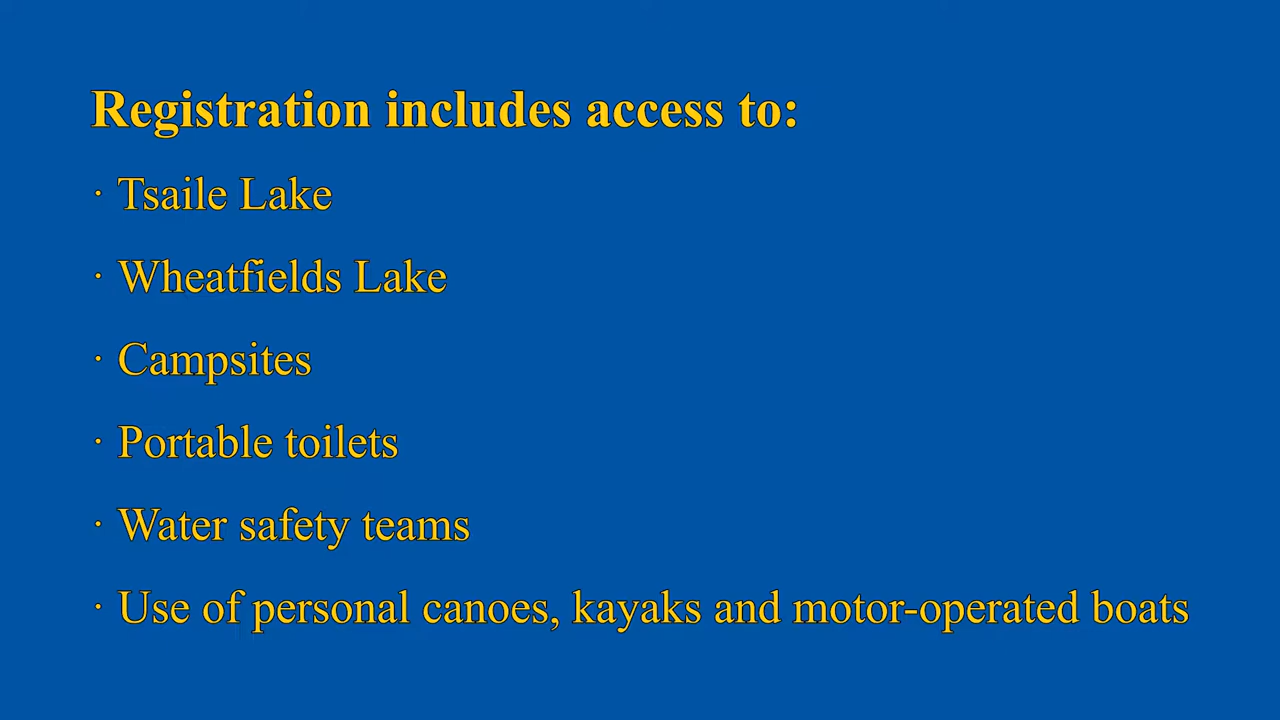 Registration includes access to:
· Tsaile Lake
· Wheatfields Lake
· Campsites
· Portable toilets
· Water safety teams
· Use of personal canoes, kayaks and motor-operated boats